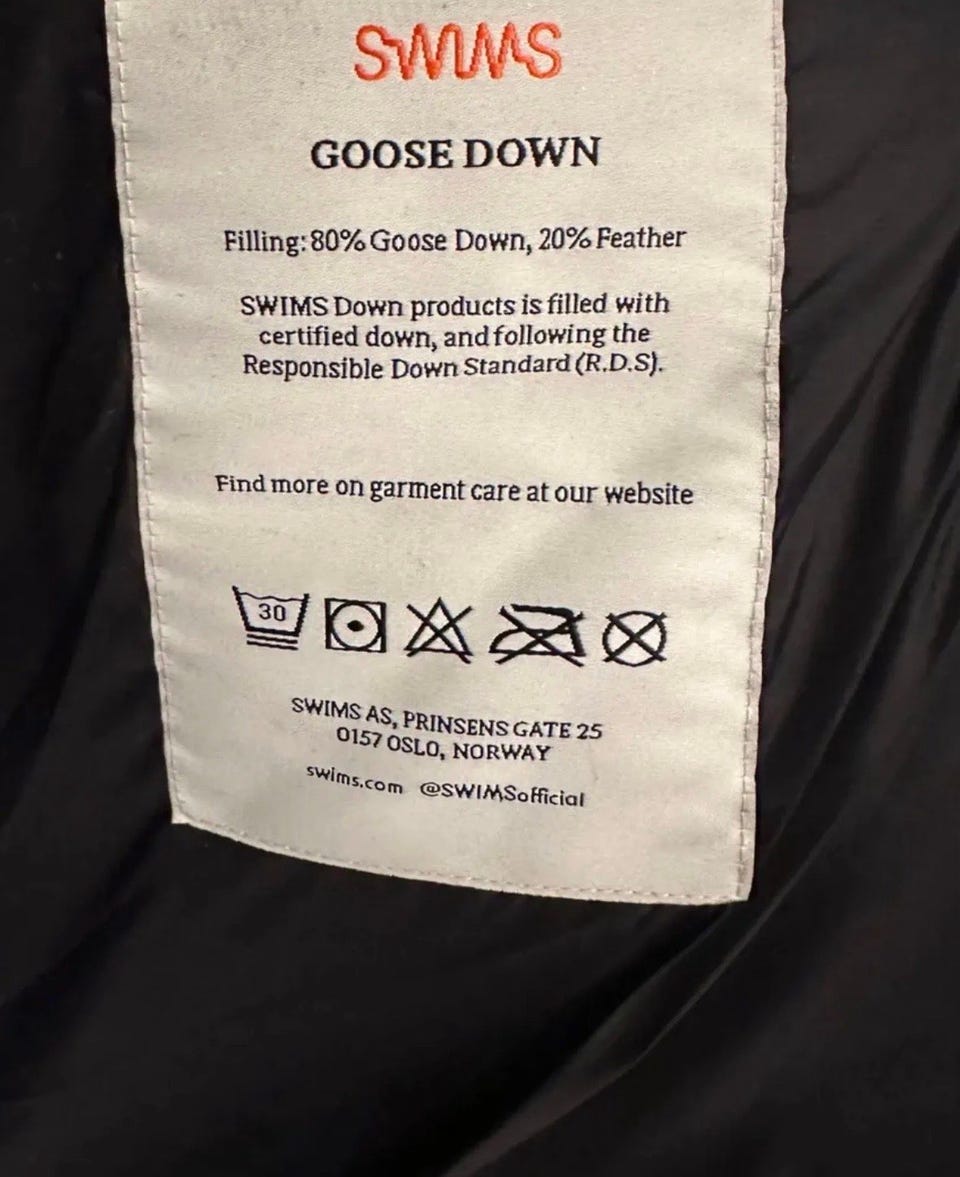 SWIMS
GOOSE DOWN
Filling: 80% Goose Down, 20% Feather
SWIMS Down products is filled with
certified down, and following the
Responsible Down Standard (R.D.S).
Find more on garment care at our website
30
SWIMS AS, PRINSENS GATE 25
0157 OSLO, NORWAY
swims.com @SWIMSofficial